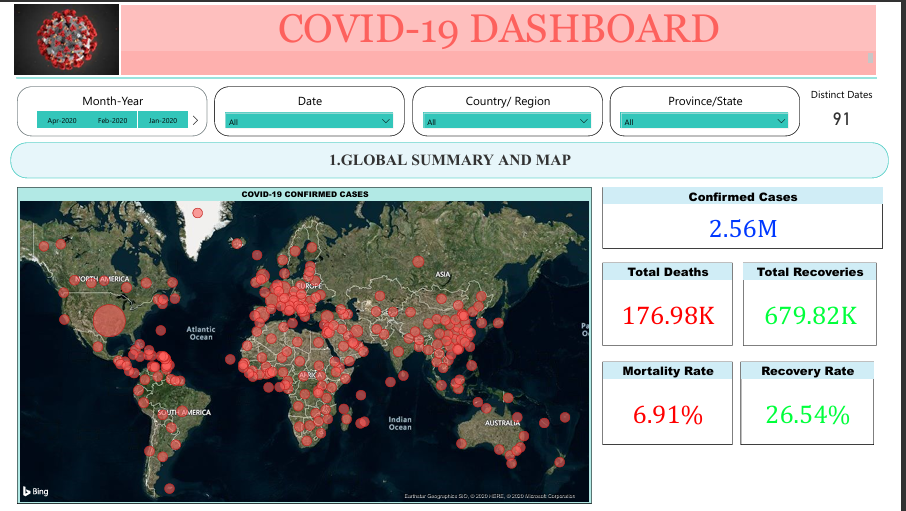 COVID-19 DASHBOARD
Month-Year
Apr-2020 Feb-2020 Jan-2020
Date
All
Country/ Region
All
Province/State
All
Distinct Dates
91
1.GLOBAL SUMMARY AND MAP
COVID-19 CONFIRMED CASES
NORTH AMERICA
EUROPE
ASIA
Atlantic
Ocean
Pa
AFRICA
SOUTH AMERICA
Indian
Ocean
AUSTRALIA
Bing
Earthstar Geographics SIO, © 2020 HERE, © 2020 Microsoft Corporation
Confirmed Cases
2.56M
Total Deaths
176.98K
Total Recoveries
679.82K
Mortality Rate
6.91%
Recovery Rate
26.54%